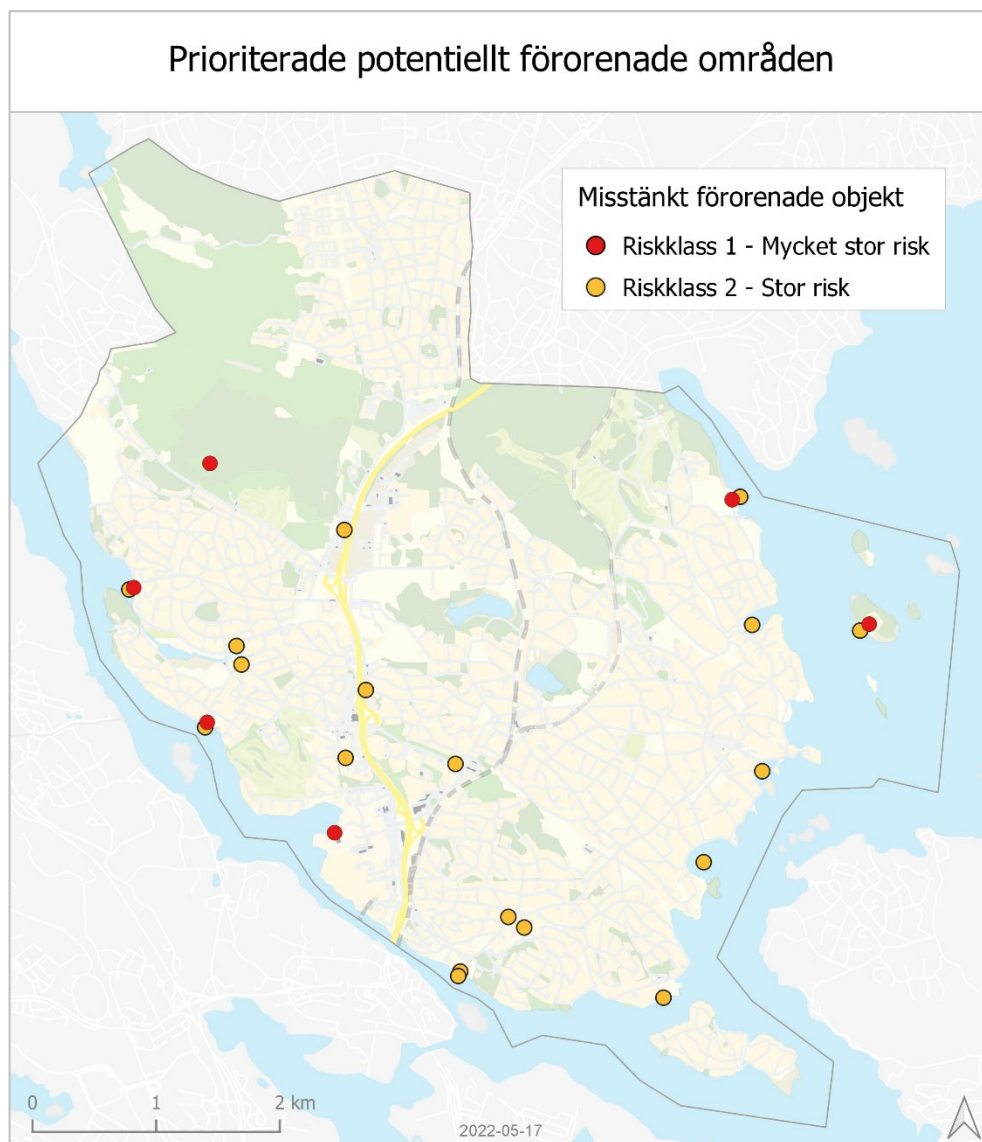 Prioriterade potentiellt förorenade områden
Misstänkt förorenade objekt
Riskklass 1 - Mycket stor risk
Riskklass 2 - Stor risk
0 1 2 km
2022-05-17